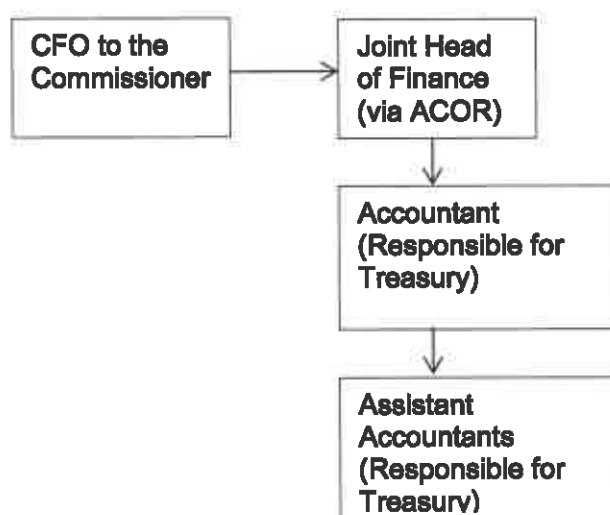 CFO to the
Commissioner
Joint Head
of Finance
(via ACOR)
Accountant
(Responsible for
Treasury)
Assistant
Accountants
(Responsible for
Treasury)